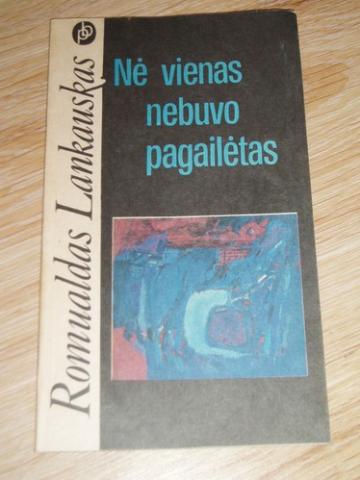 Romualdas Lankauskas
Nė vienas
nebuvo
pagailėtas